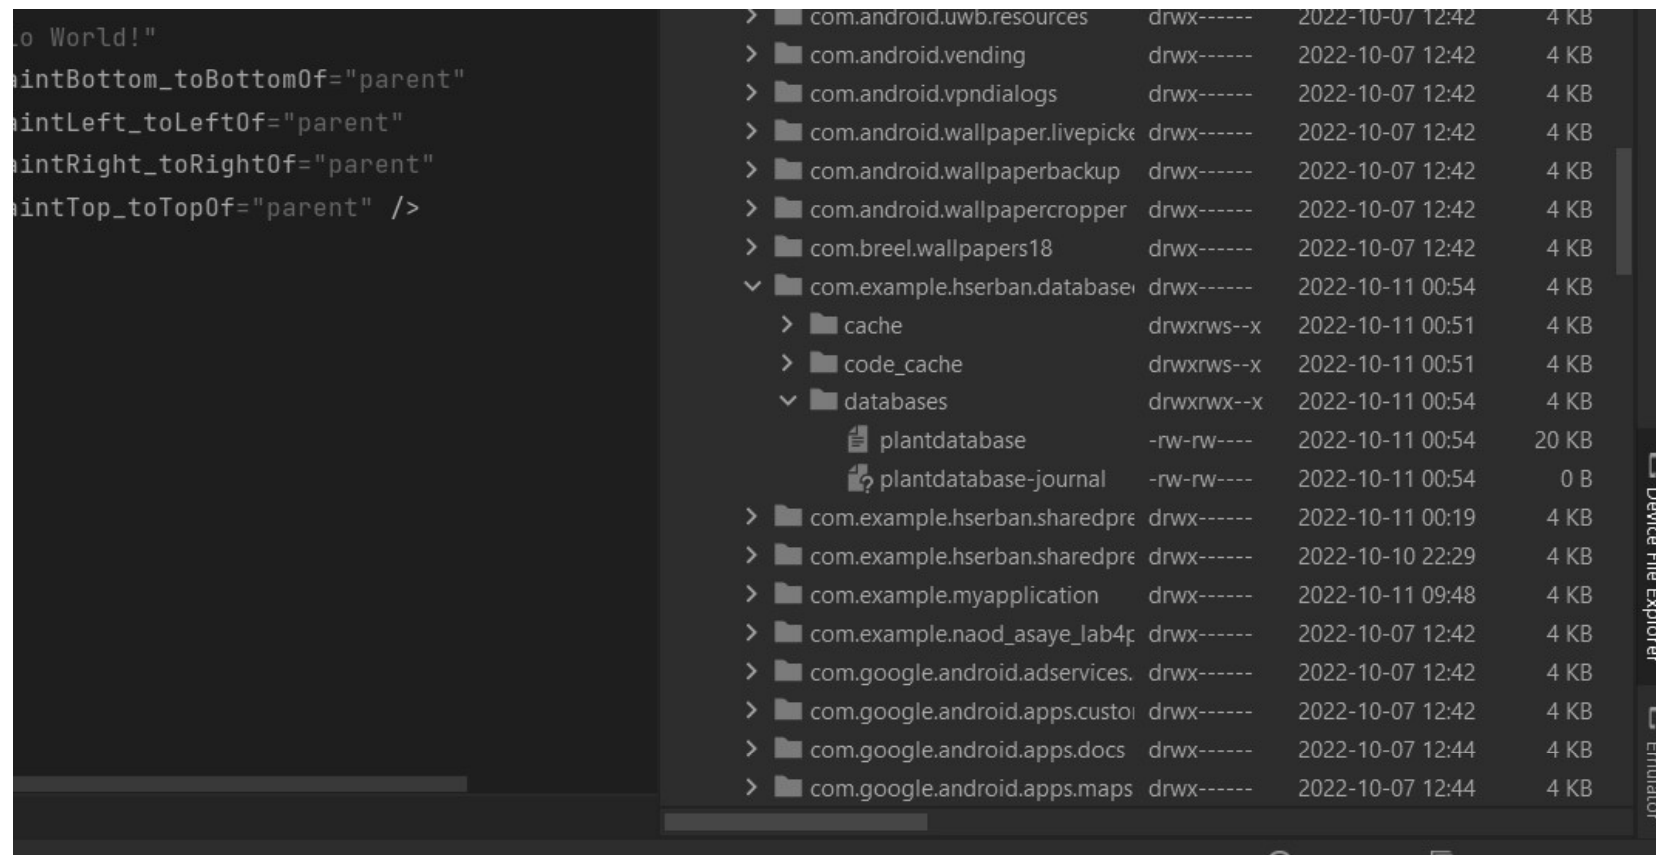 lo World!"
aintBottom_toBottomOf="parent"
aintLeft_toLeftOf="parent"
aintRight_toRightOf="parent"
aintTop_toTopOf="parent" />
com.android.uwb.resources drwx------ 2022-10-07 12:42 4 KB
com.android.vending drwx------ 2022-10-07 12:42 4 KB
com.android.vpndialogs drwx------ 2022-10-07 12:42 4 KB
com.android.wallpaper.livepicke drwx------ 2022-10-07 12:42 4 KB
com.android.wallpaperbackup drwx------ 2022-10-07 12:42 4 KB
com.android.wallpapercropper drwx------ 2022-10-07 12:42 4 KB
com.breel.wallpapers18 drwx------ 2022-10-07 12:42 4 KB
com.example.hserban.database drwx------ 2022-10-11 00:54 4 KB
cache drwxrws--x 2022-10-11 00:51 4 KB
code_cache drwxrws--x 2022-10-11 00:51 4 KB
databases drwxrwx--x 2022-10-11 00:54 4 KB
plantdatabase -rw-rw---- 2022-10-11 00:54 20 KB
plantdatabase-journal -rw-rw---- 2022-10-11 00:54 0 B
com.example.hserban.sharedpre drwx------ 2022-10-11 00:19 4 KB
com.example.hserban.sharedpre drwx------ 2022-10-10 22:29 4 KB
com.example.myapplication drwx------ 2022-10-11 09:48 4 KB
com.example.naod_asaye_lab4p drwx------ 2022-10-07 12:42 4 KB
com.google.android.adservices. drwx------ 2022-10-07 12:42 4 KB
com.google.android.apps.custo drwx------ 2022-10-07 12:42 4 KB
com.google.android.apps.docs drwx------ 2022-10-07 12:44 4 KB
com.google.android.apps.maps drwx------ 2022-10-07 12:44 4 KB
Device File Explorer
Emulator